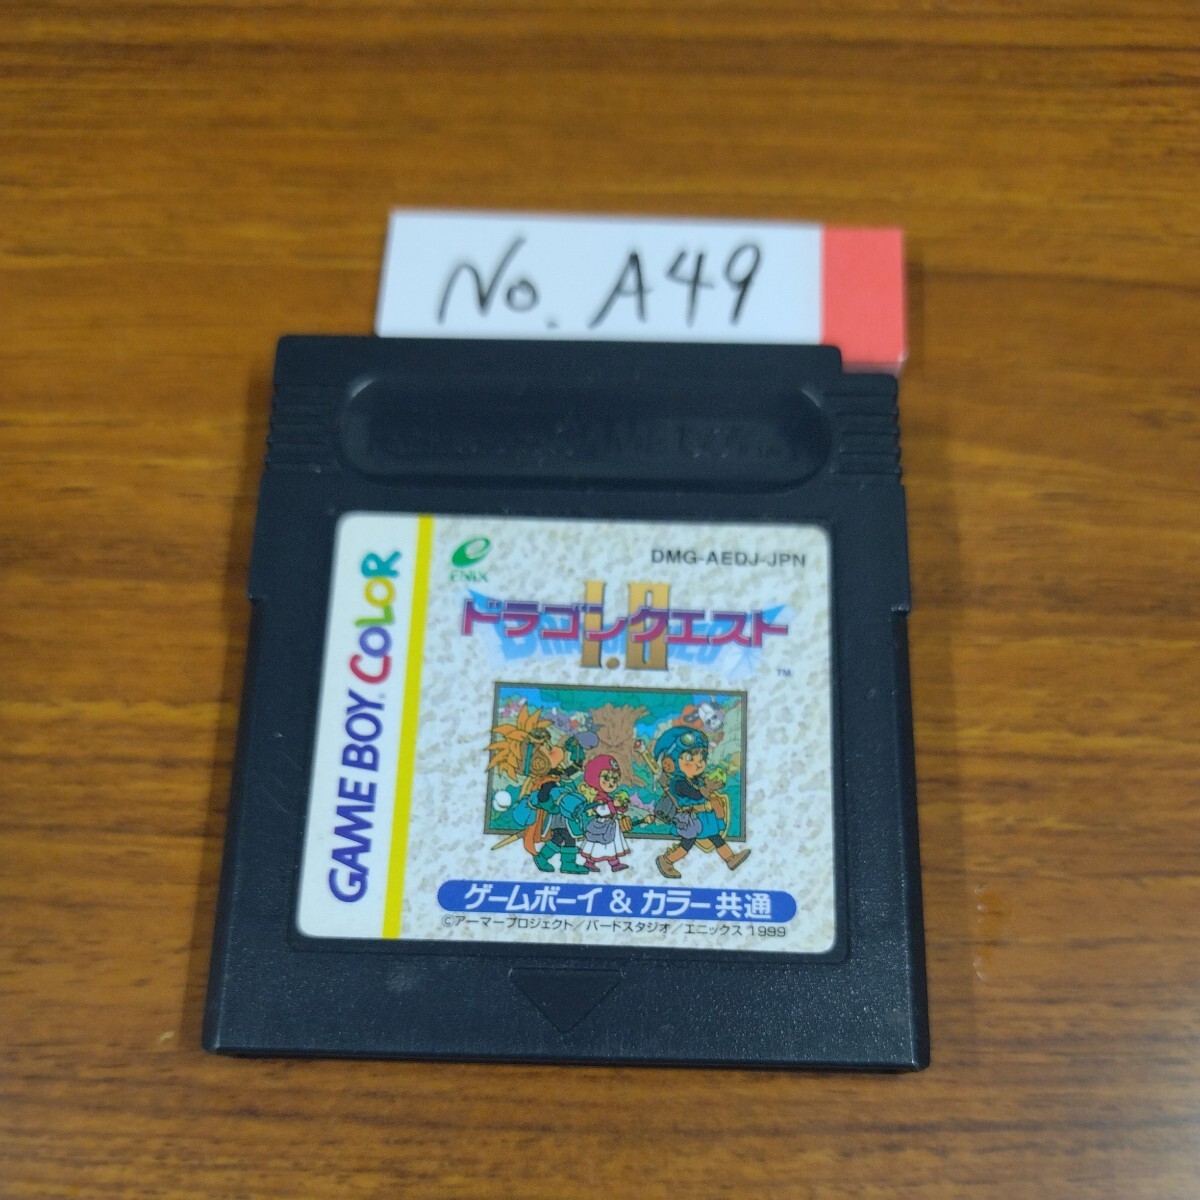 No. A49
GAME BOY COLOR
ENIX
DMG-AEDJ-JPN
ドラゴンクエスト
I・II
TM
ゲームボーイ & カラー共通
©アーマープロジェクト/バードスタジオ/エニックス 1999